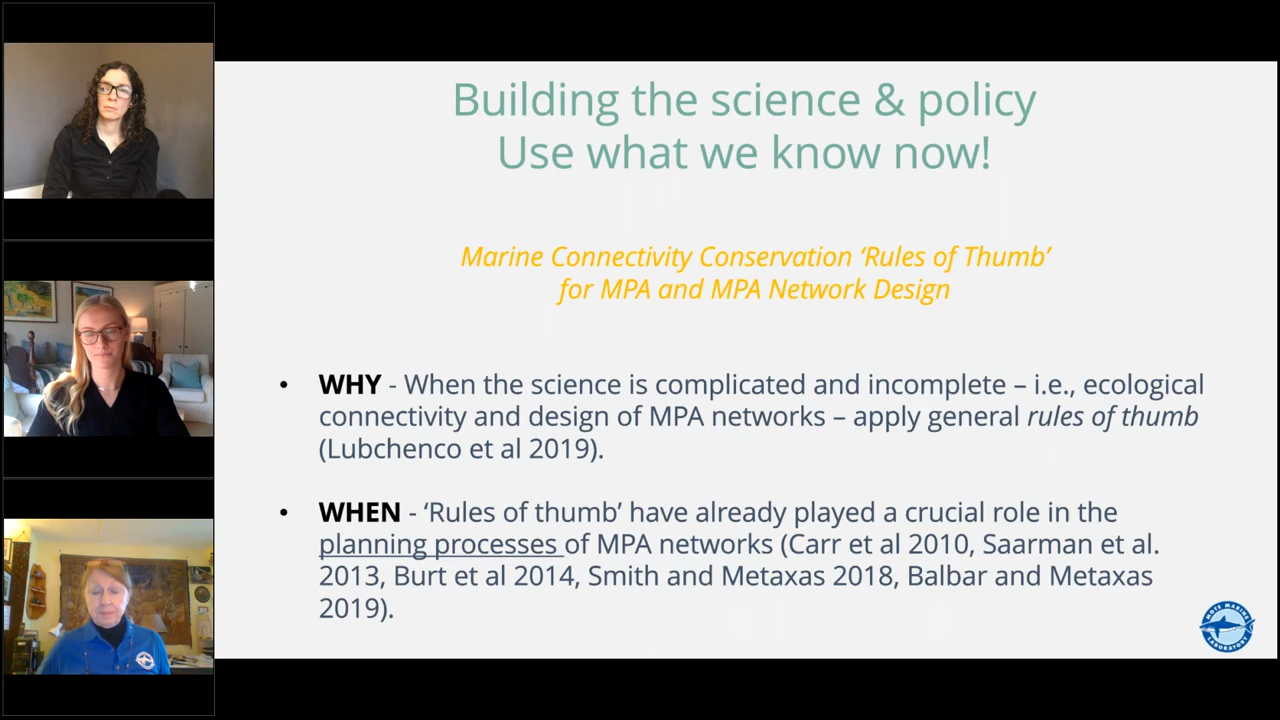 Building the science & policy
Use what we know now!
Marine Connectivity Conservation ‘Rules of Thumb’
for MPA and MPA Network Design
• WHY - When the science is complicated and incomplete – i.e., ecological
connectivity and design of MPA networks – apply general rules of thumb
(Lubchenco et al 2019).
• WHEN - ‘Rules of thumb’ have already played a crucial role in the
planning processes of MPA networks (Carr et al 2010, Saarman et al.
2013, Burt et al 2014, Smith and Metaxas 2018, Balbar and Metaxas
2019).
MOTE MARINE
LABORATORY